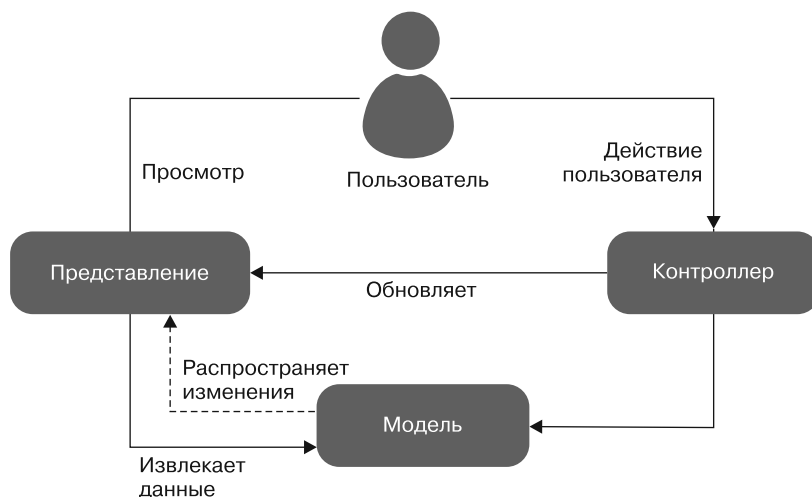 Просмотр
Пользователь
Действие
пользователя
Представление
Обновляет
Контроллер
Распространяет
изменения
Модель
Извлекает
данные